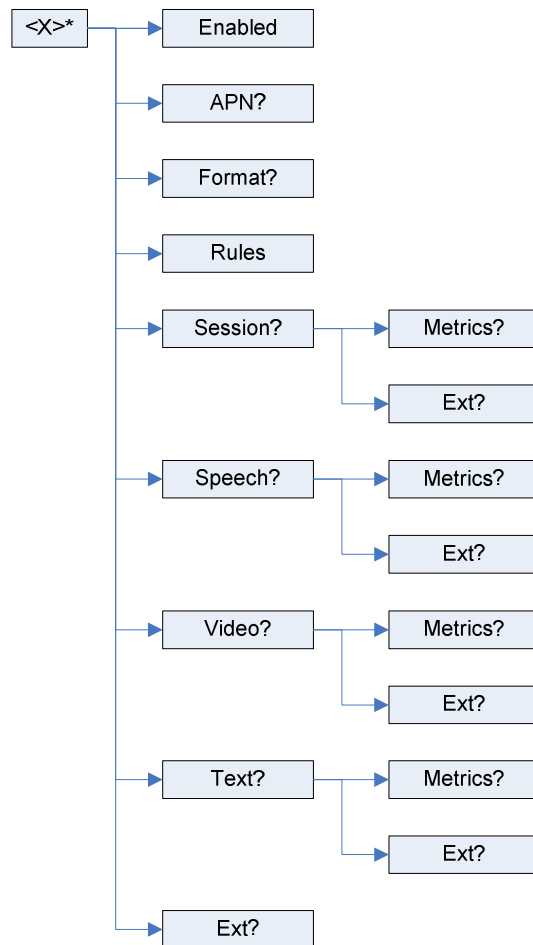 <X>*
Enabled
APN?
Format?
Rules
Session?
Metrics?
Ext?
Speech?
Metrics?
Ext?
Video?
Metrics?
Ext?
Text?
Metrics?
Ext?
Ext?